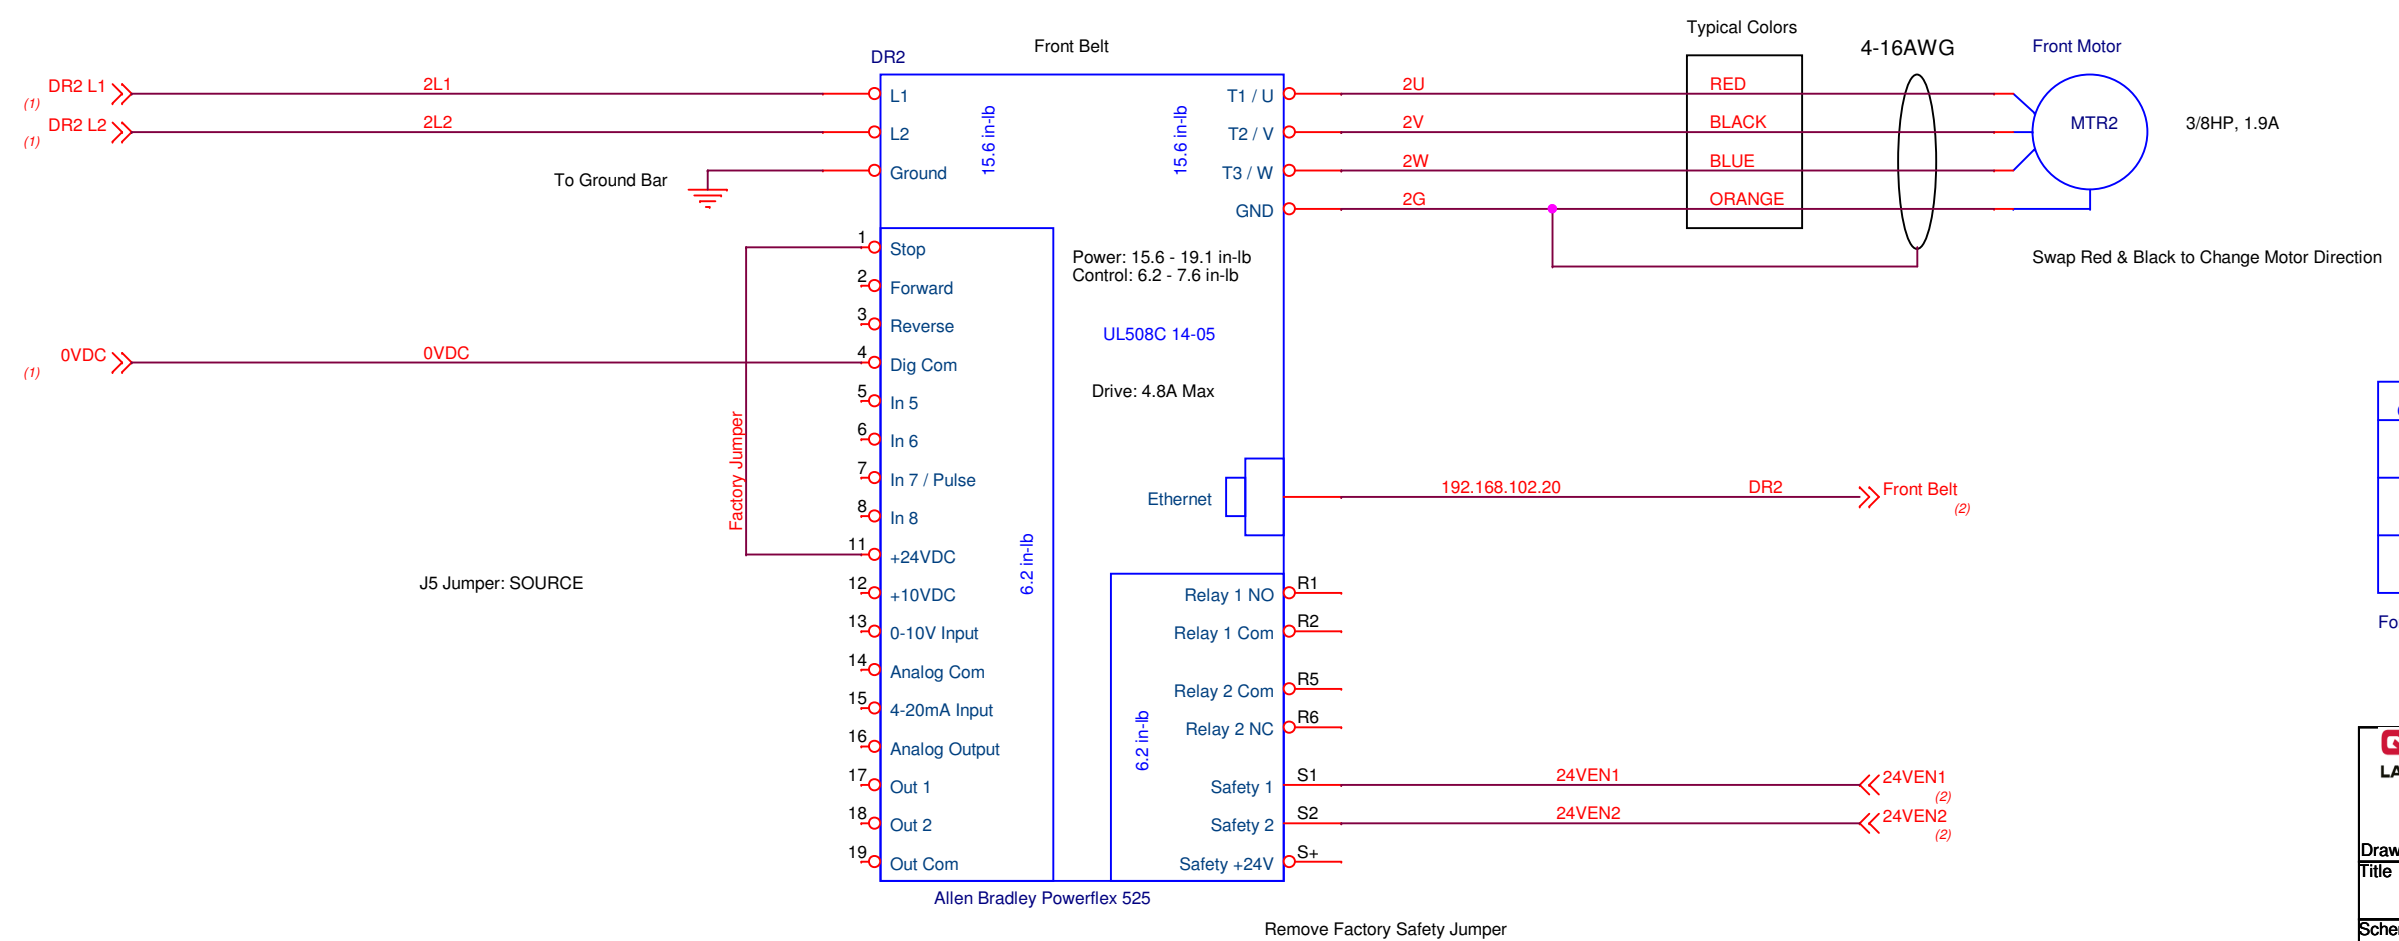 Typical Colors
Front Belt
4-16AWG
Front Motor
DR2
DR2 L1
(1)
2L1
L1
T1 / U
2U
RED
DR2 L2
(1)
2L2
L2
T2 / V
2V
BLACK
MTR2
3/8HP, 1.9A
15.6 in-lb
15.6 in-lb
To Ground Bar
Ground
T3 / W
2W
BLUE
GND
2G
ORANGE
Swap Red & Black to Change Motor Direction
Power: 15.6 - 19.1 in-lb
Control: 6.2 - 7.6 in-lb
UL508C 14-05
Drive: 4.8A Max
1 Stop
2 Forward
3 Reverse
0VDC
(1)
0VDC
4 Dig Com
5 In 5
6 In 6
7 In 7 / Pulse
8 In 8
11 +24VDC
12 +10VDC
13 0-10V Input
14 Analog Com
15 4-20mA Input
16 Analog Output
17 Out 1
18 Out 2
19 Out Com
Factory Jumper
J5 Jumper: SOURCE
6.2 in-lb
Ethernet
192.168.102.20
DR2
Front Belt
(2)
Relay 1 NO R1
Relay 1 Com R2
Relay 2 Com R5
Relay 2 NC R6
6.2 in-lb
Safety 1 S1
24VEN1
24VEN1
(2)
Safety 2 S2
24VEN2
24VEN2
(2)
Safety +24V S+
Allen Bradley Powerflex 525
Remove Factory Safety Jumper
Fo
LA
Draw
Title
Scher